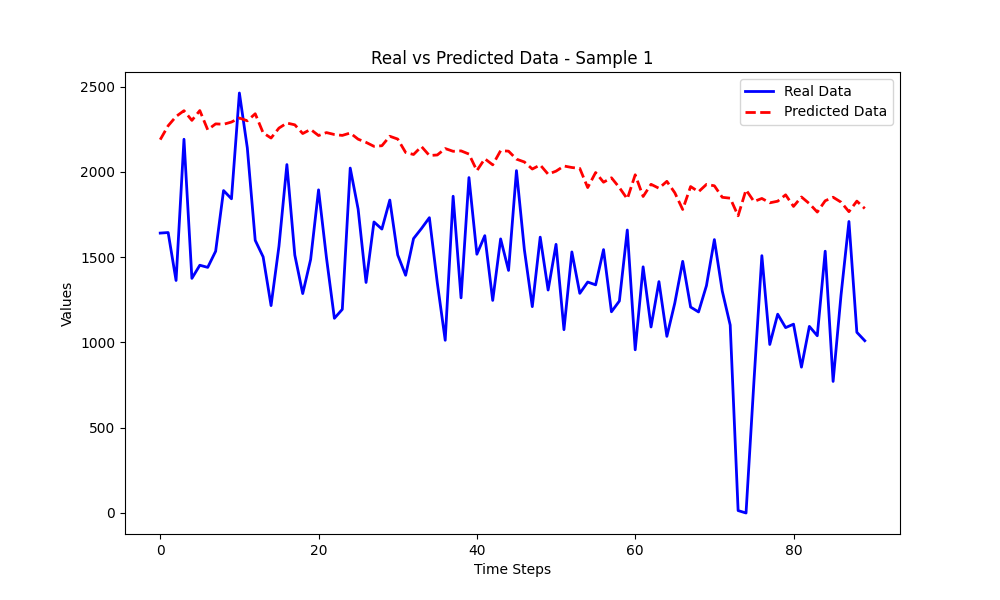 Real vs Predicted Data - Sample 1
Real Data
Predicted Data
2500
2000
1500
1000
500
0
Values
0 20 40 60 80
Time Steps